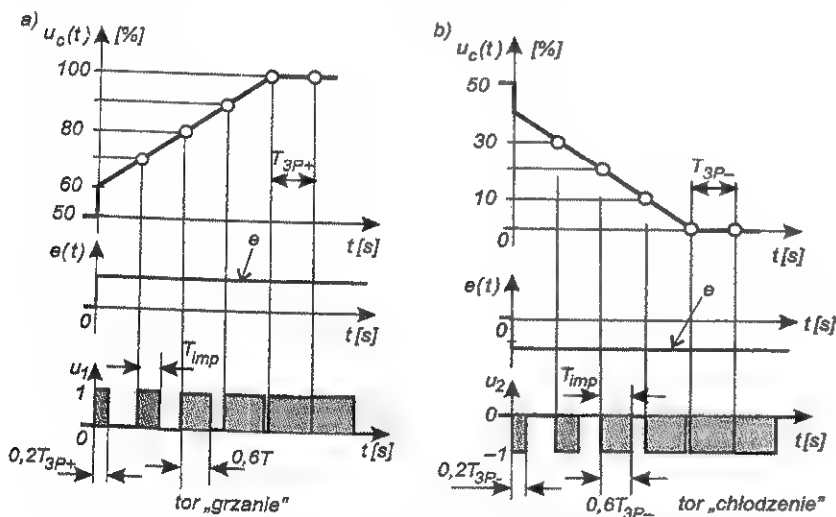 a)
u_c(t) [%]
100
80
60
50
T_3P+
t[s]
e(t)
e
0
t[s]
T_imp
u_1
1
0
t[s]
0,2T_3P+
0,6T
tor „grzanie"
b)
u_c(t) [%]
50
30
10
0
T_3P-
t[s]
e(t)
e
0
t[s]
T_imp
u_2
0
-1
t[s]
0,2T_3P-
0,6T_3P-
tor „chłodzenie"